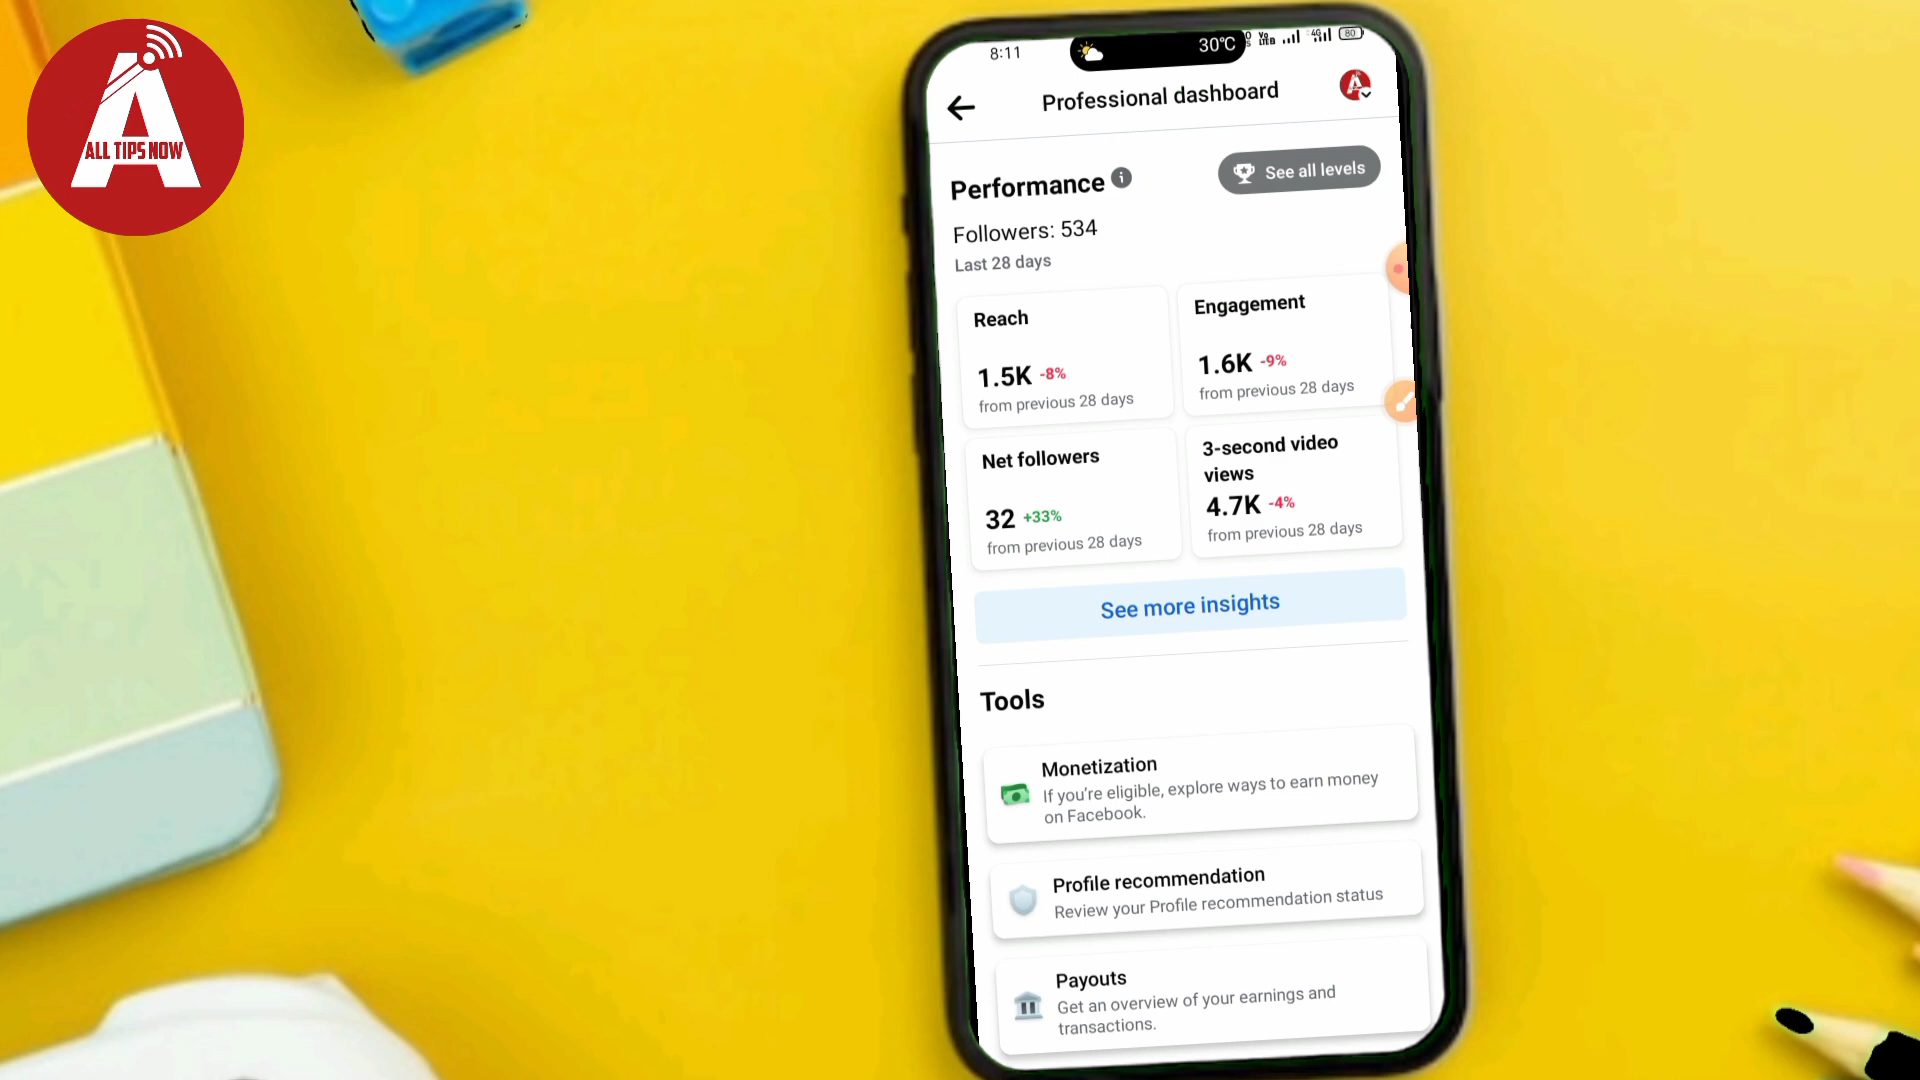 ALL TIPS NOW
8:11
30°C
80
Professional dashboard
Performance
See all levels
Followers: 534
Last 28 days
Reach
1.5K -8%
from previous 28 days
Engagement
1.6K -9%
from previous 28 days
Net followers
32 +33%
from previous 28 days
3-second video
views
4.7K -4%
from previous 28 days
See more insights
Tools
Monetization
If you're eligible, explore ways to earn money
on Facebook.
Profile recommendation
Review your Profile recommendation status
Payouts
Get an overview of your earnings and
transactions.